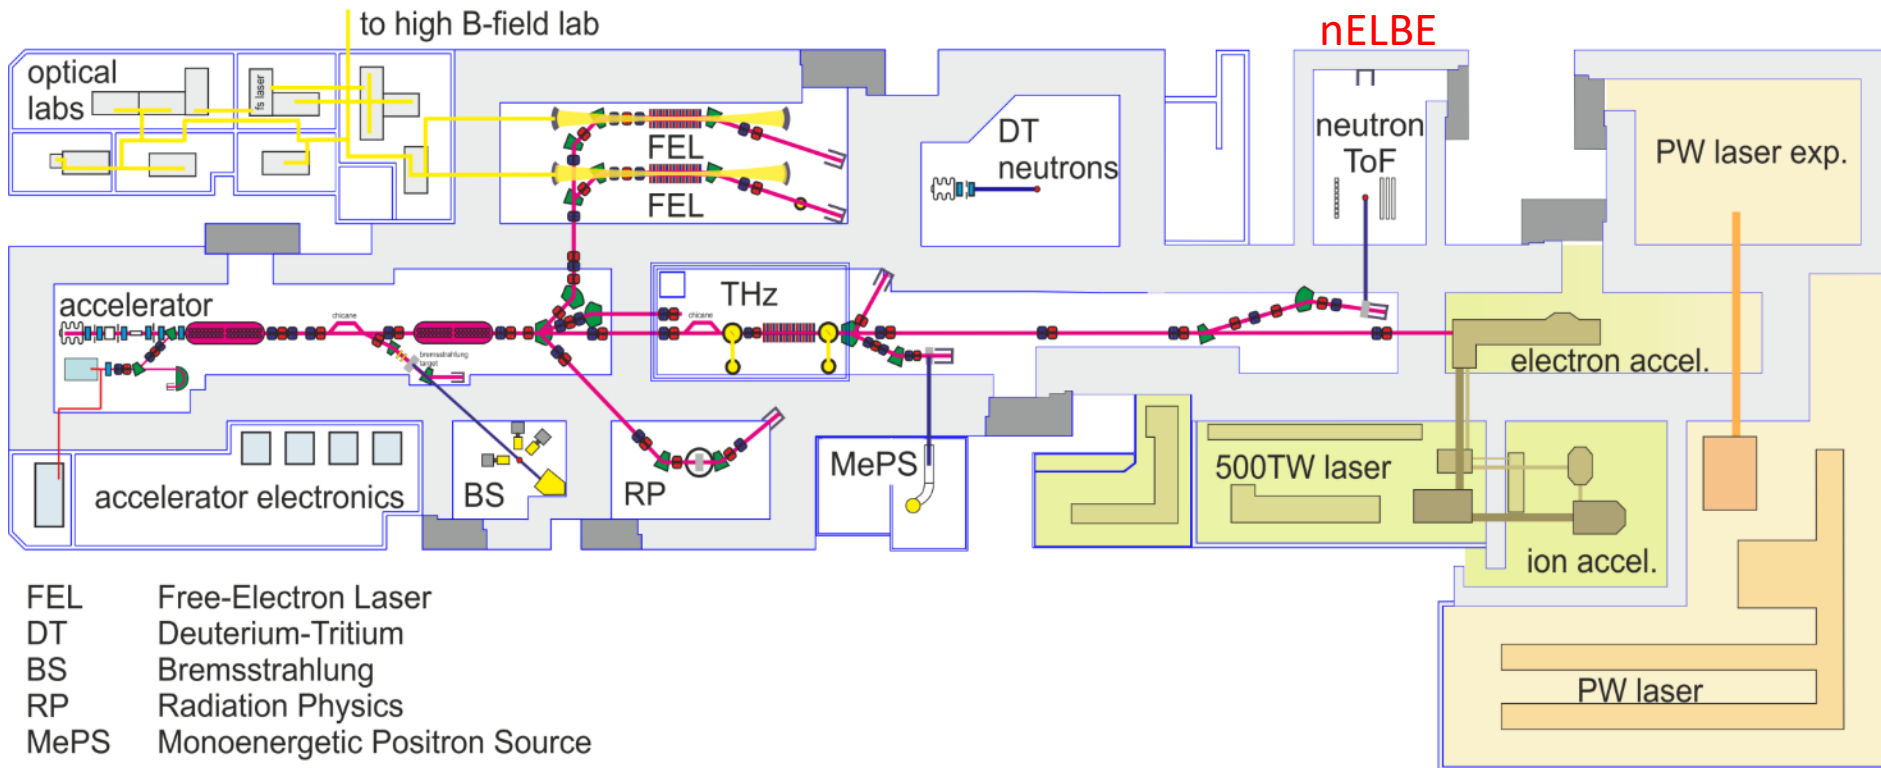 to high B-field lab
nELBE
optical
labs
fs laser
FEL
FEL
DT
neutrons
neutron
ToF
PW laser exp.
accelerator
chicane
bremsstrahlung
target
THz
chicane
electron accel.
accelerator electronics
BS
RP
MePS
500TW laser
ion accel.
PW laser
FEL Free-Electron Laser
DT Deuterium-Tritium
BS Bremsstrahlung
RP Radiation Physics
MePS Monoenergetic Positron Source